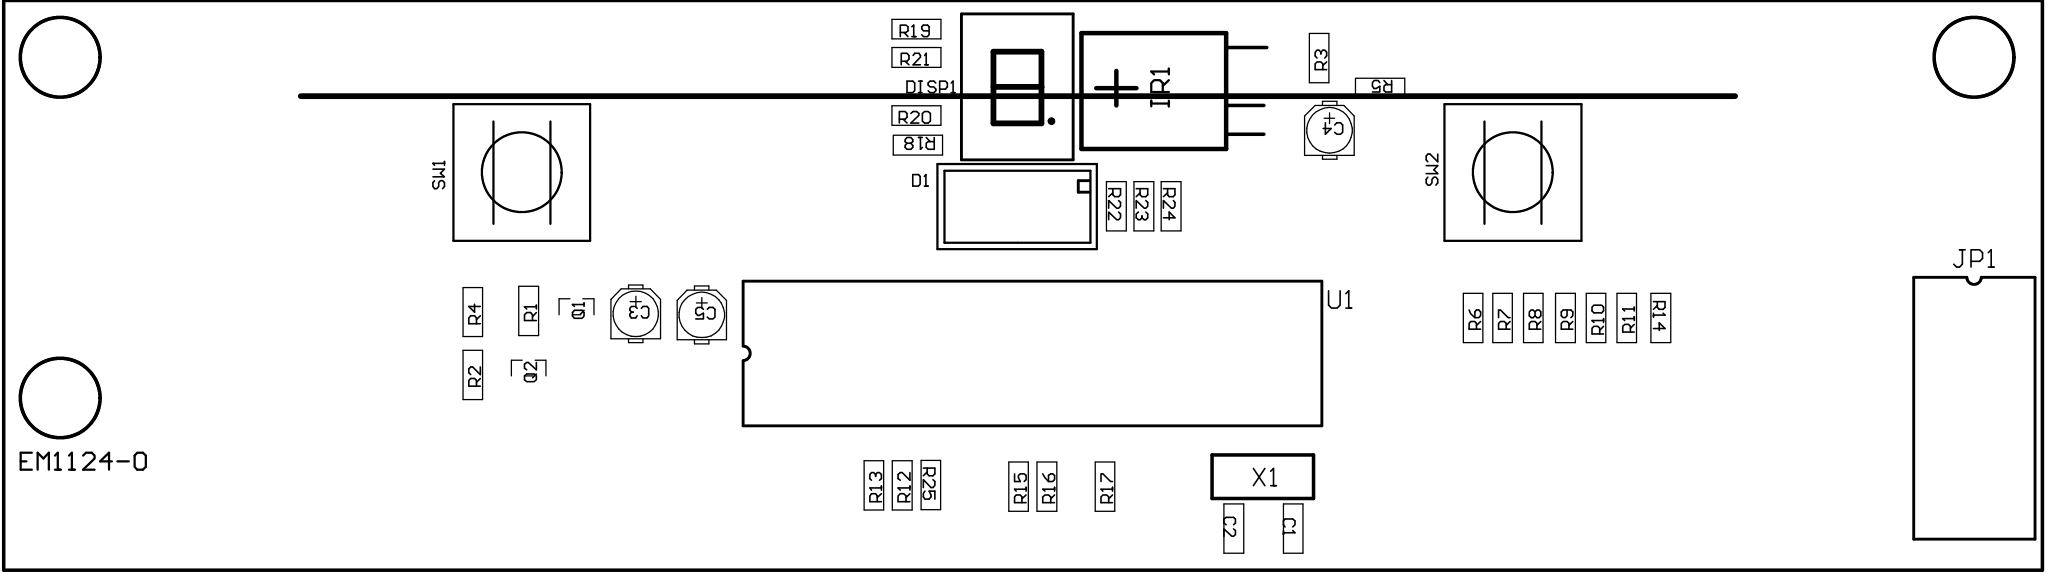 R19
R21
DISP1
R20
R18
IR1
R3
R5
C4
SW1
D1
R22
R23
R24
SW2
JP1
R4
R1
Q1
C3
C5
U1
R6
R7
R8
R9
R10
R11
R14
R2
Q2
EM1124-0
R13
R12
R25
R15
R16
R17
X1
C2
C1